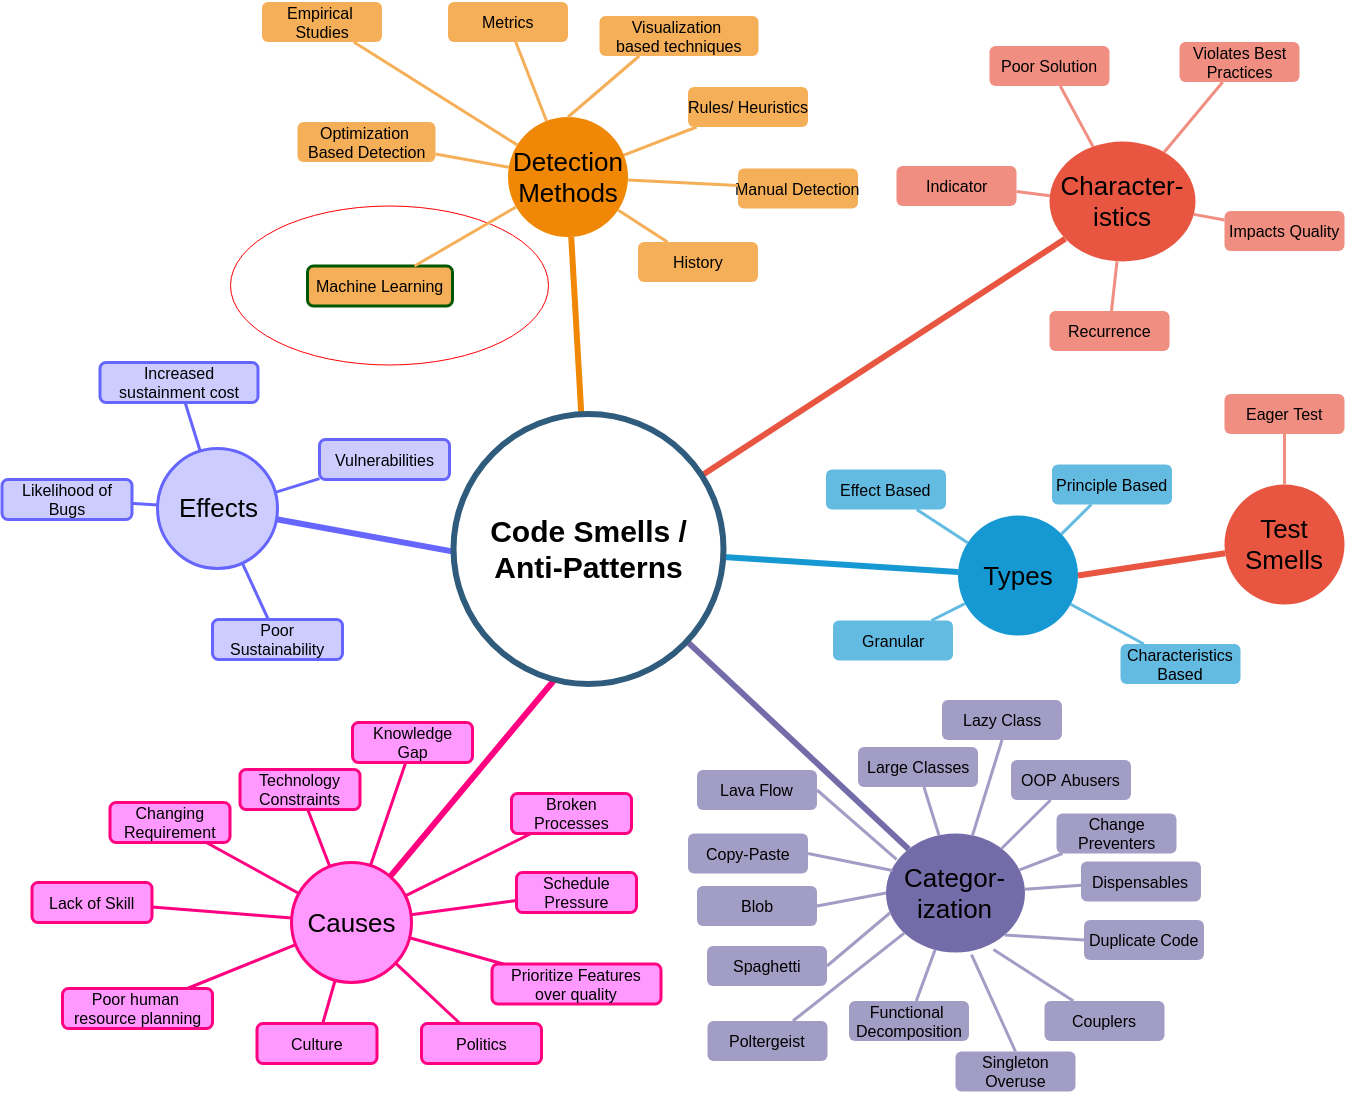 Empirical
Studies
Metrics
Visualization
based techniques
Rules/ Heuristics
Optimization
Based Detection
Detection
Methods
Manual Detection
History
Machine Learning
Poor Solution
Violates Best
Practices
Indicator
Character-
istics
Impacts Quality
Recurrence
Increased
sustainment cost
Vulnerabilities
Likelihood of
Bugs
Effects
Poor
Sustainability
Code Smells /
Anti-Patterns
Effect Based
Principle Based
Types
Granular
Characteristics
Based
Eager Test
Test
Smells
Knowledge
Gap
Technology
Constraints
Changing
Requirement
Broken
Processes
Lack of Skill
Schedule
Pressure
Causes
Prioritize Features
over quality
Poor human
resource planning
Culture
Politics
Lazy Class
Large Classes
OOP Abusers
Lava Flow
Change
Preventers
Copy-Paste
Dispensables
Categor-
ization
Blob
Duplicate Code
Spaghetti
Functional
Decomposition
Couplers
Poltergeist
Singleton
Overuse